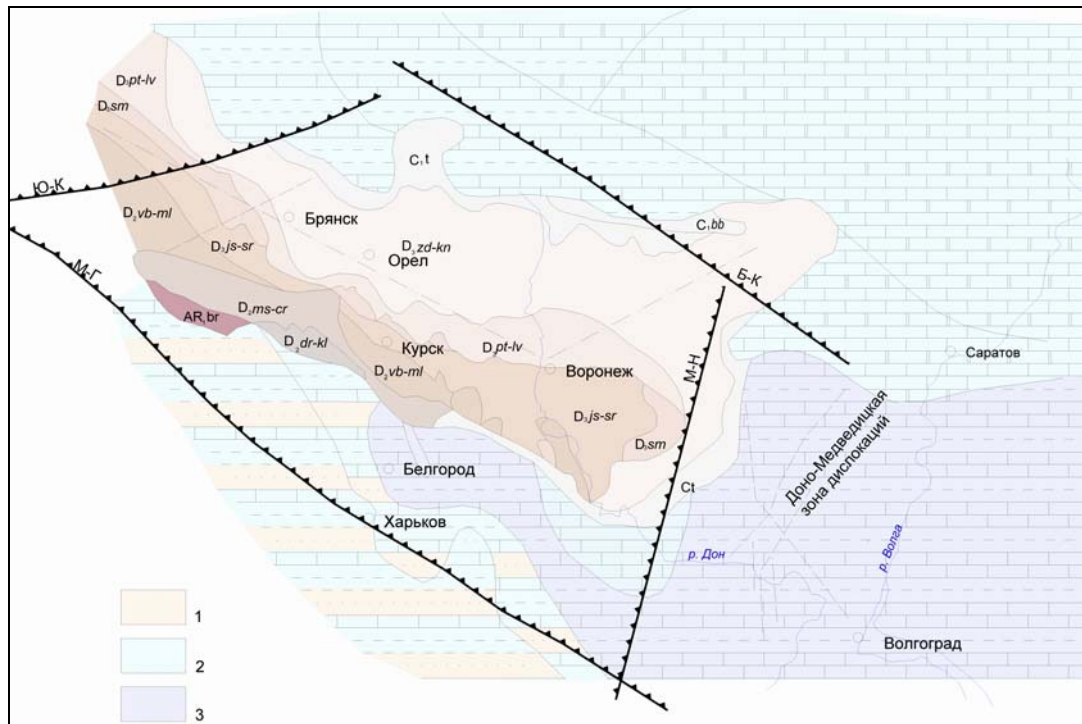 D₃pt-lv
D₃sm
C₁t
Ю-К
D₂vb-ml
Брянск
C₁bb
D₃js-sr
D₃zd-kn
Орел
М-Г
Б-К
D₂ms-cr
AR₁br
D₂dr-kl
Курск
D₃pt-lv
Саратов
D₂vb-ml
Воронеж
М-Н
D₃js-sr
D₃sm
Доно-Медведицкая
зона дислокаций
Белгород
Ct
Харьков
р. Дон
р. Волга
1
Волгоград
2
3